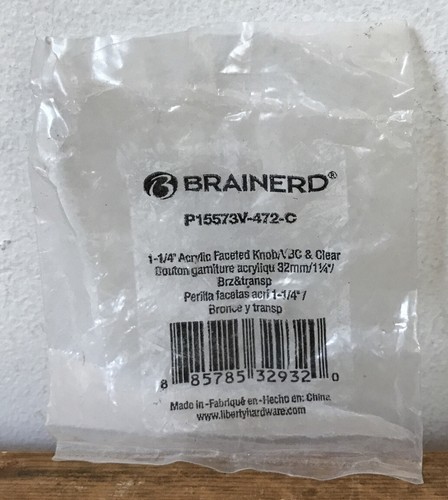 BRAINERD®
P15573V-472-C
1-1/4" Acrylic Faceted Knob/VBC & Clear
Bouton garniture acryliqu 32mm/1¼"/
Brz&transp
Perilla facetas acri 1-1/4" /
Bronce y transp
8 85785 32932 0
Made in-Fabriqué en-Hecho en: China
www.libertyhardware.com